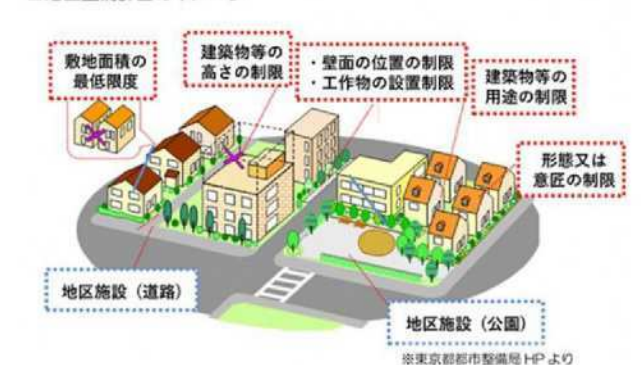 敷地面積の
最低限度
建築物等の
高さの制限
・壁面の位置の制限
・工作物の設置制限
建築物等の
用途の制限
形態又は
意匠の制限
地区施設（道路）
地区施設（公園）
※東京都都市整備局HPより